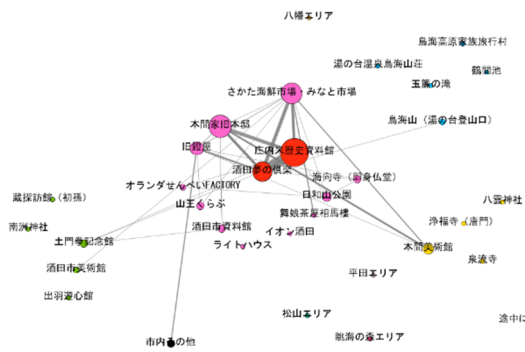 八幡エリア
鳥海高原家族旅行村
湯の台温泉鳥海山荘
鶴間池
玉簾の滝
さかた海鮮市場・みなと市場
鳥海山（湯の台登山口）
本間家旧本邸
旧鐙屋
庄内米歴史資料館
酒田夢の倶楽
海向寺（即身仏堂）
オランダせんべいFACTORY
日和山公園
蔵探訪館（初孫）
山王くらぶ
八雲神社
舞娘茶屋相馬樓
南洲神社
酒田市資料館
浄福寺（唐門）
イオン酒田
土門拳記念館
ライトハウス
本間美術館
泉流寺
酒田市美術館
平田エリア
出羽遊心館
松山エリア
途中に
市内その他
眺海の森エリア